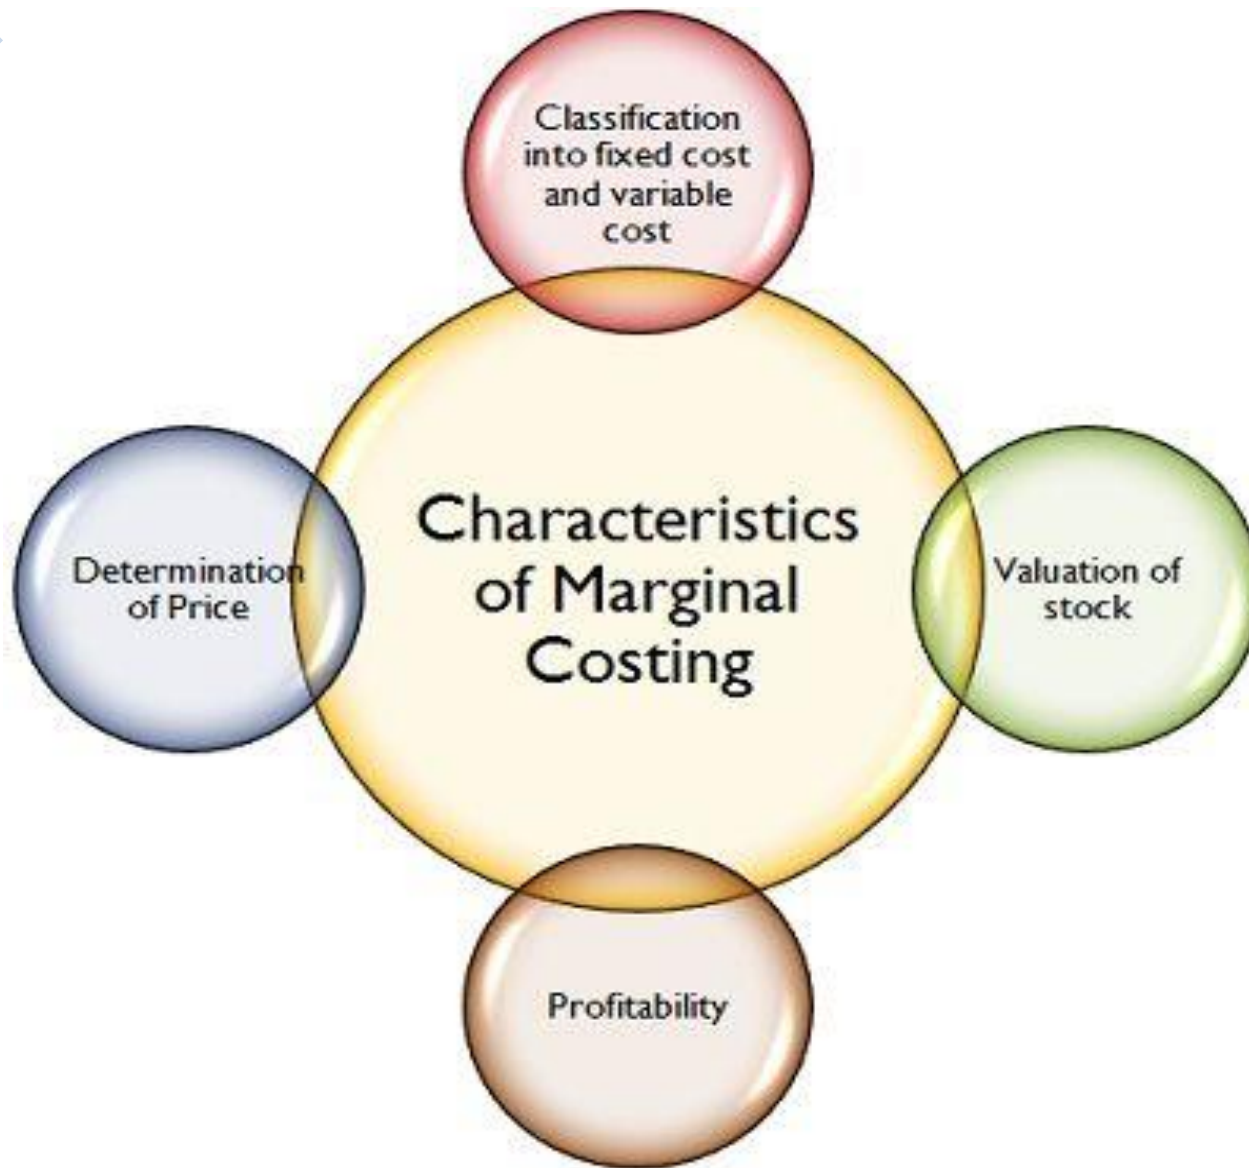 Classification
into fixed cost
and variable
cost
Characteristics
of Marginal
Costing
Determination
of Price
Valuation of
stock
Profitability